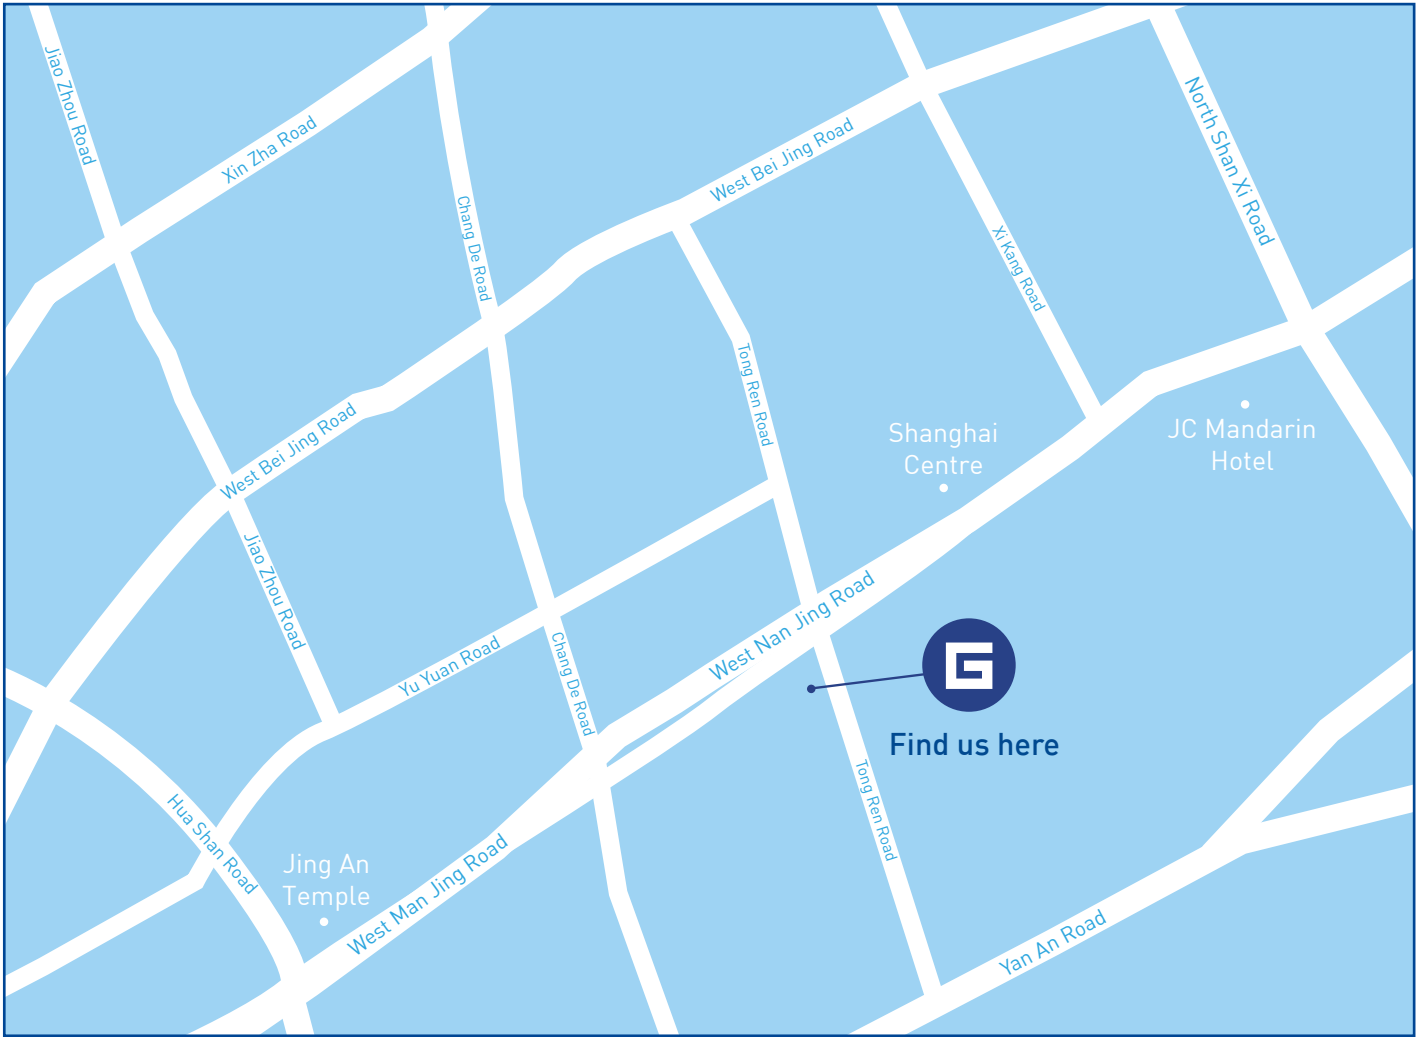 Jiao Zhou Road
Xin Zha Road
Chang De Road
West Bei Jing Road
North Shan Xi Road
Xi Kang Road
Tong Ren Road
West Bei Jing Road
Shanghai
Centre
JC Mandarin
Hotel
Jiao Zhou Road
Yu Yuan Road
Chang De Road
West Nan Jing Road
G
Find us here
Tong Ren Road
Hua Shan Road
Jing An
Temple
West Man Jing Road
Yan An Road